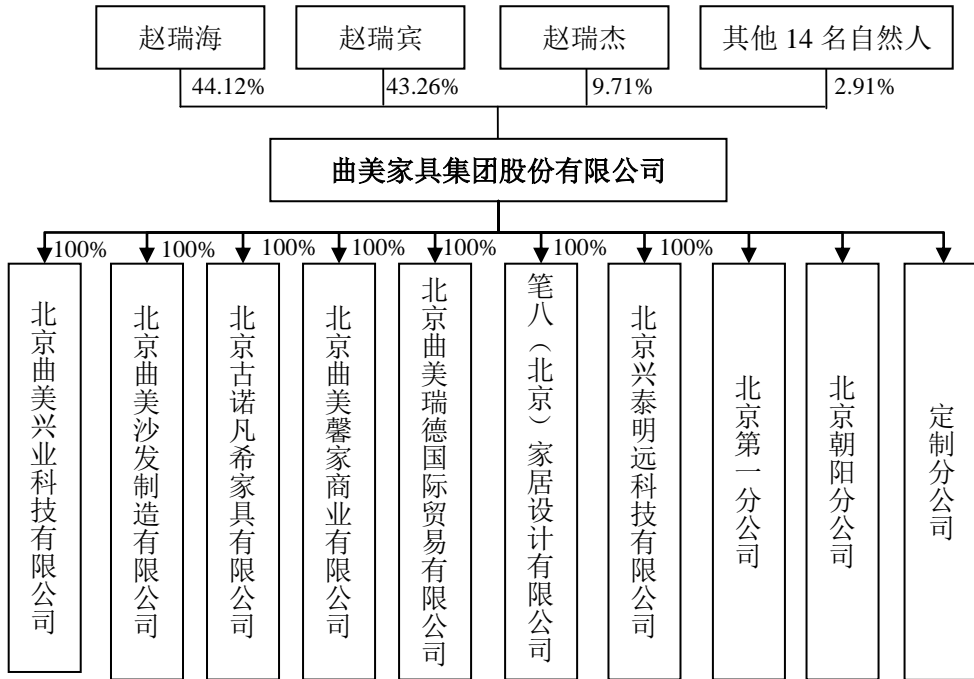 赵瑞海
赵瑞宾
赵瑞杰
其他 14 名自然人
44.12%
43.26%
9.71%
2.91%
曲美家具集团股份有限公司
100%
100%
100%
100%
100%
100%
100%
北京曲美兴业科技有限公司
北京曲美沙发制造有限公司
北京古诺凡希家具有限公司
北京曲美馨家商业有限公司
北京曲美瑞德国际贸易有限公司
笔八（北京）家居设计有限公司
北京兴泰明远科技有限公司
北京第一分公司
北京朝阳分公司
定制分公司